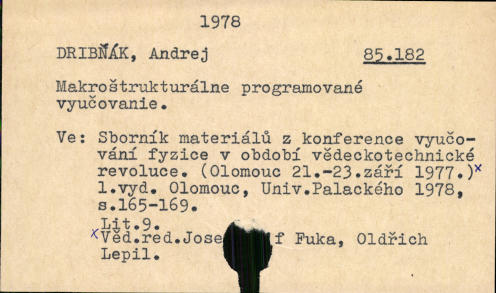 1978
DRIBŇÁK, Andrej 85.182
Makroštrukturálne programované
vyučovanie.
Ve: Sborník materiálů z konference vyučo-
vání fyzice v období vědeckotechnické
revoluce. (Olomouc 21.-23.září 1977.)x
1.vyd. Olomouc, Univ.Palackého 1978,
s.165-169.
Lit.9.
xVěd.red. Fuka, Oldřich
Lepil.